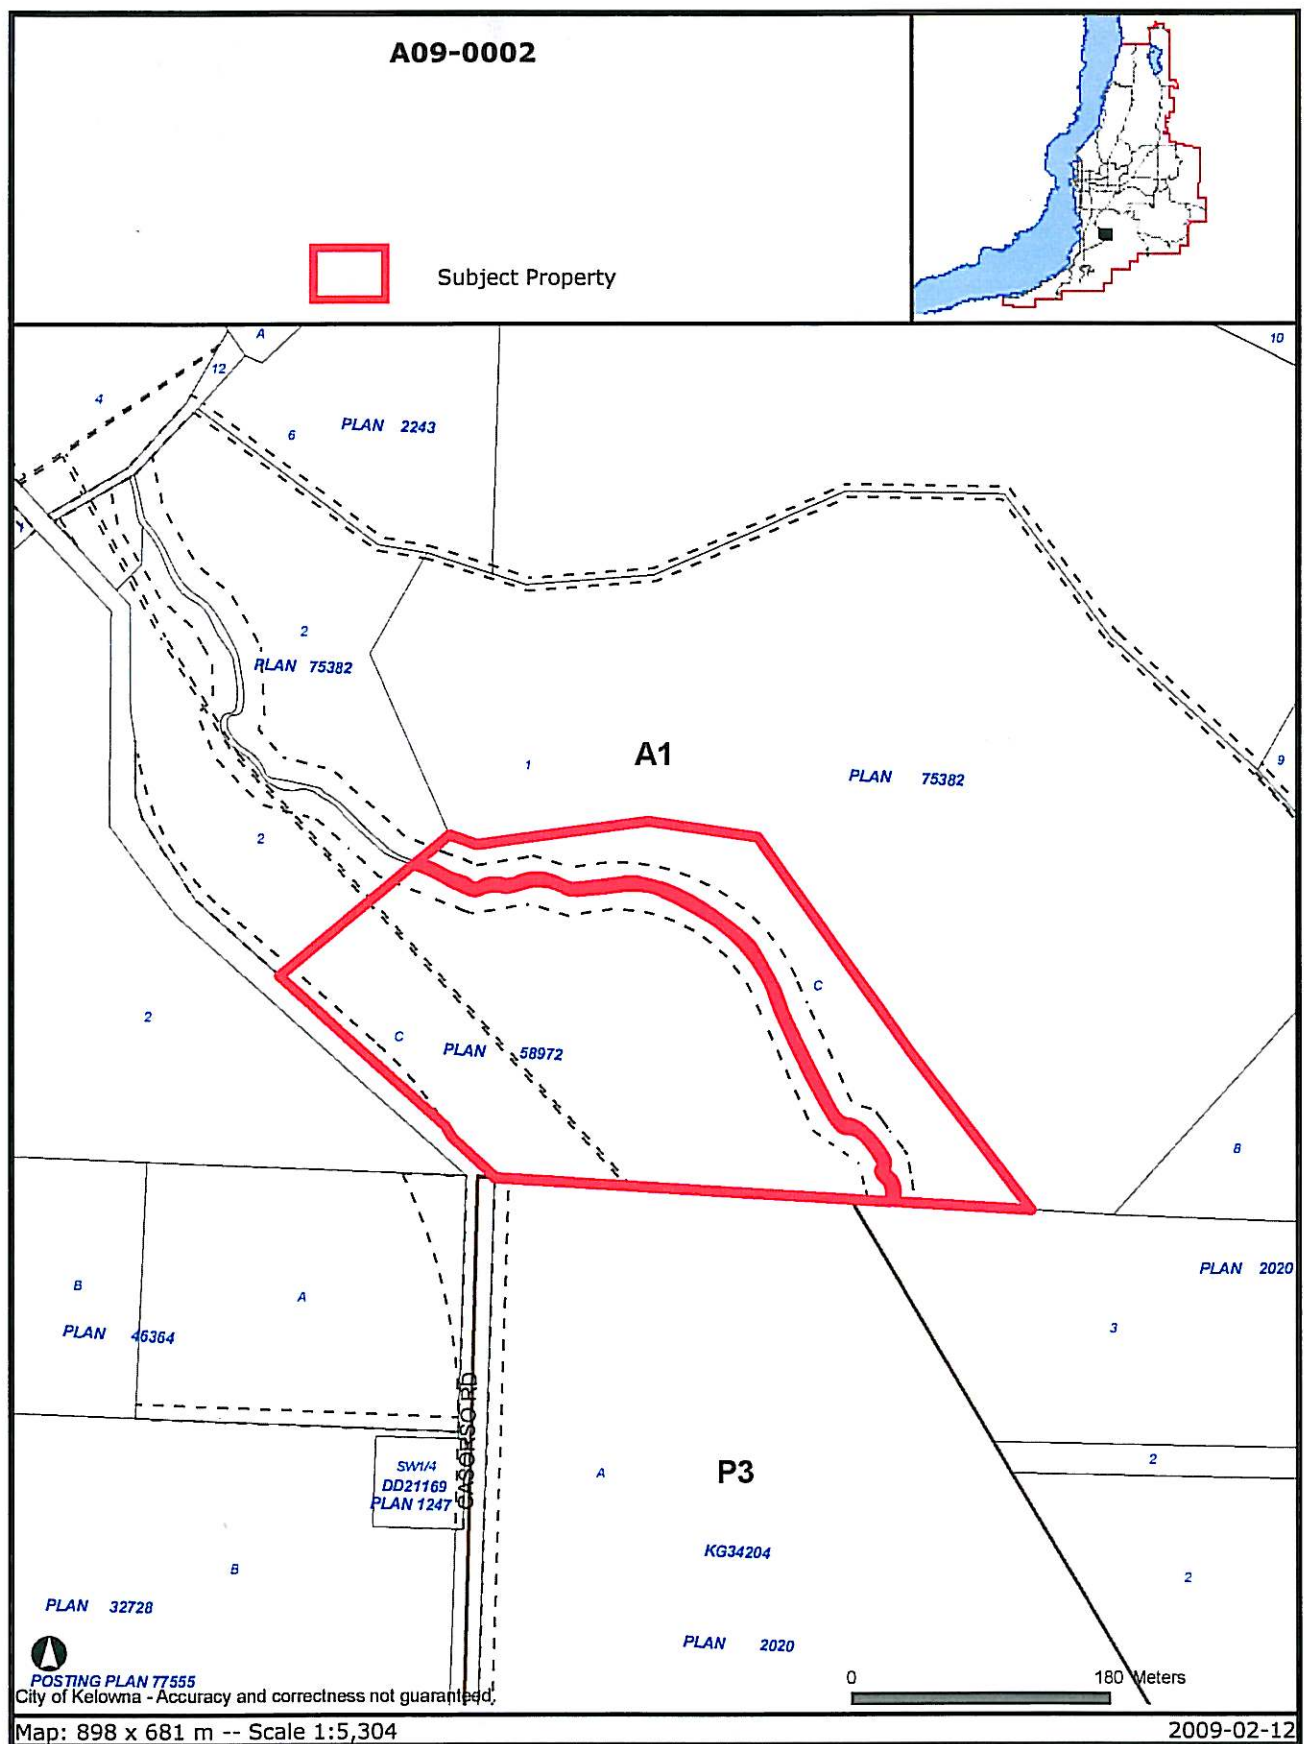 A09-0002
Subject Property
A
10
12
4
6
PLAN 2243
2
PLAN 75382
1
A1
PLAN 75382
9
2
C
2
C
PLAN 58972
B
PLAN 2020
B
A
PLAN 46364
3
CASORSO RD
SW1/4
DD21169
PLAN 1247
A
P3
2
KG34204
B
2
PLAN 32728
PLAN 2020
POSTING PLAN 77555
0 180 Meters
City of Kelowna - Accuracy and correctness not guaranteed.
Map: 898 x 681 m -- Scale 1:5,304
2009-02-12